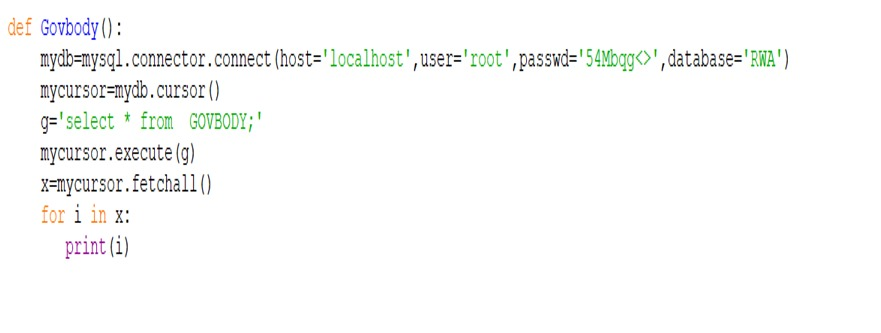 def Govbody():
mydb=mysql.connector.connect(host='localhost',user='root',passwd='54Mbqg<>',database='RWA')
mycursor=mydb.cursor()
g='select * from  GOVBODY;'
mycursor.execute(g)
x=mycursor.fetchall()
for i in x:
print(i)